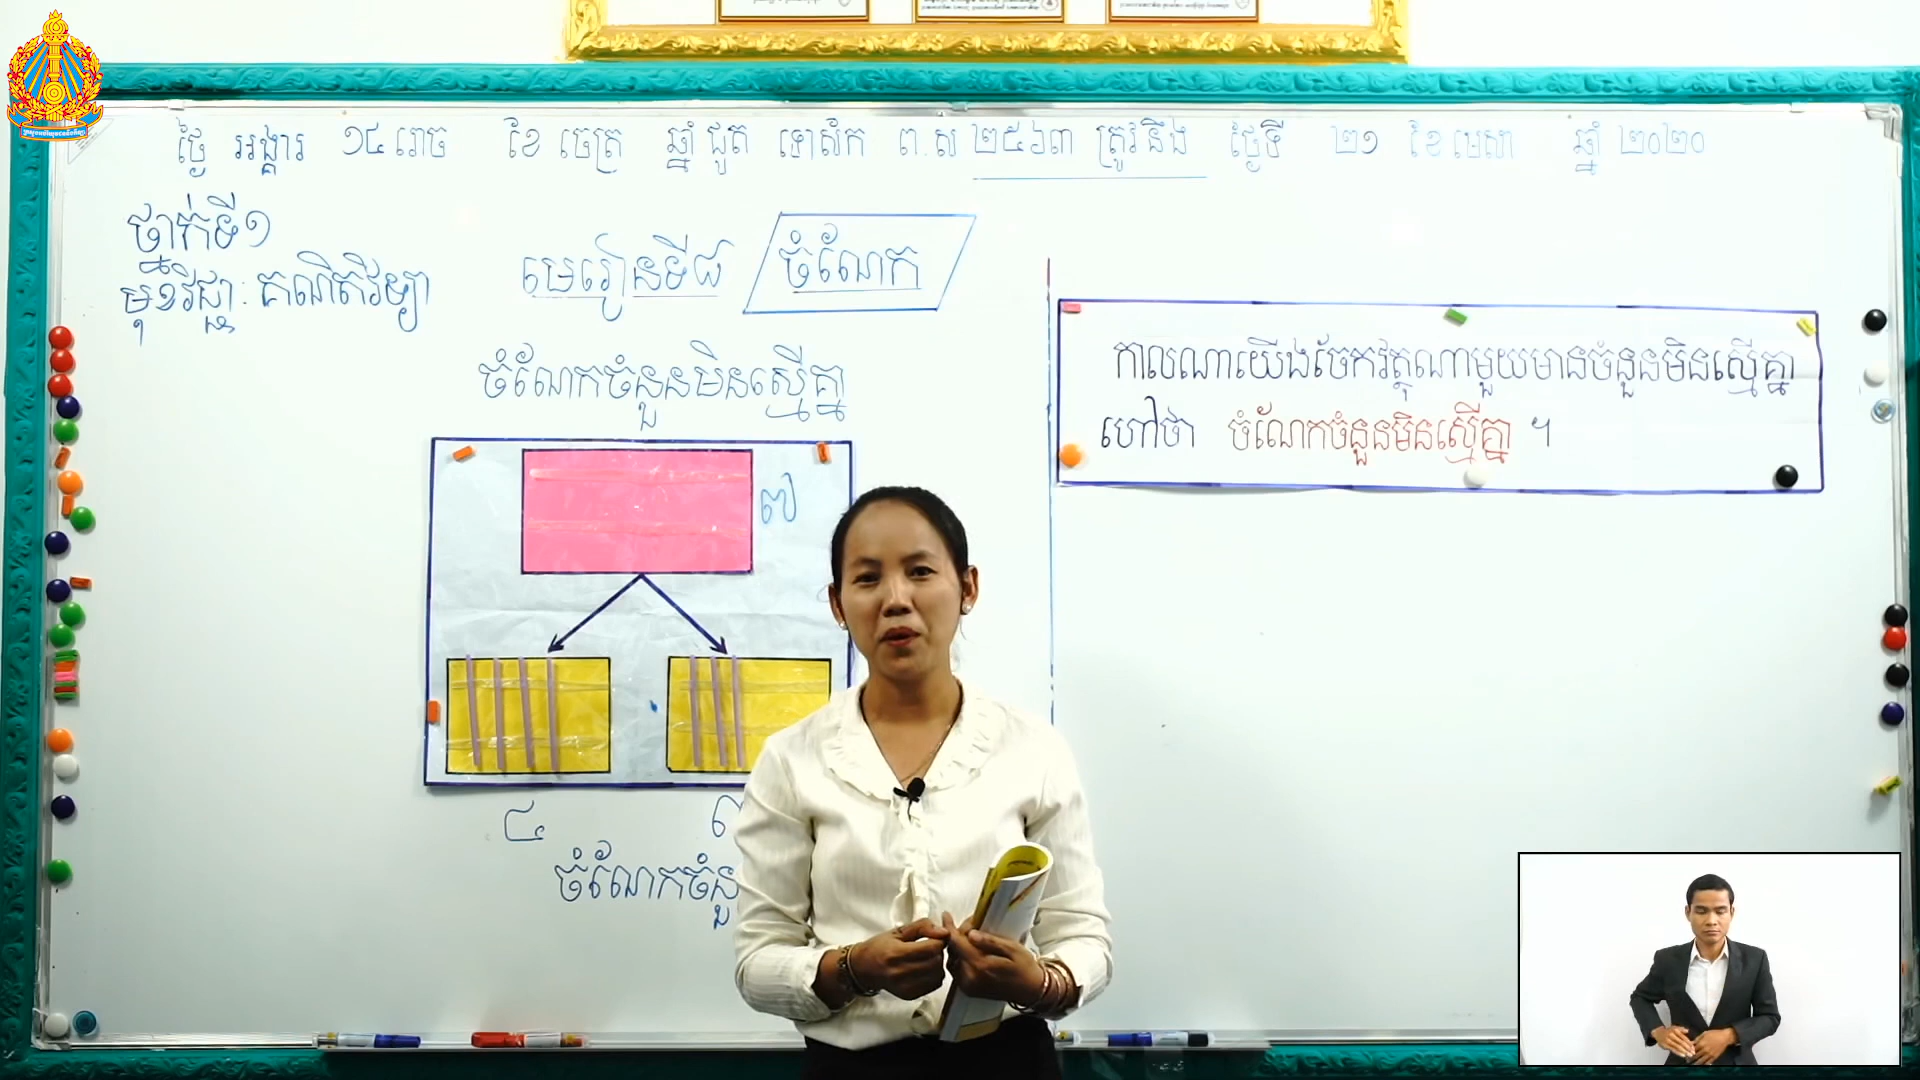 ថ្ងៃ អង្គារ ១៤ រោច ខែ ចេត្រ ឆ្នាំ ជូត ទោស័ក ព.ស ២៥៦៣ ត្រូវនឹង ថ្ងៃទី ២១ ខែ មេសា ឆ្នាំ ២០២០
ថ្នាក់ទី១
មុខវិជ្ជា: គណិតវិទ្យា
មេរៀនទី៨ ចំណែក
ចំណែកចំនួនមិនស្មើគ្នា
៧
៤
ចំណែកចំនួ
កាលណាយើងចែកវត្ថុណាមួយមានចំនួនមិនស្មើគ្នា
ហៅថា ចំណែកចំនួនមិនស្មើគ្នា ។